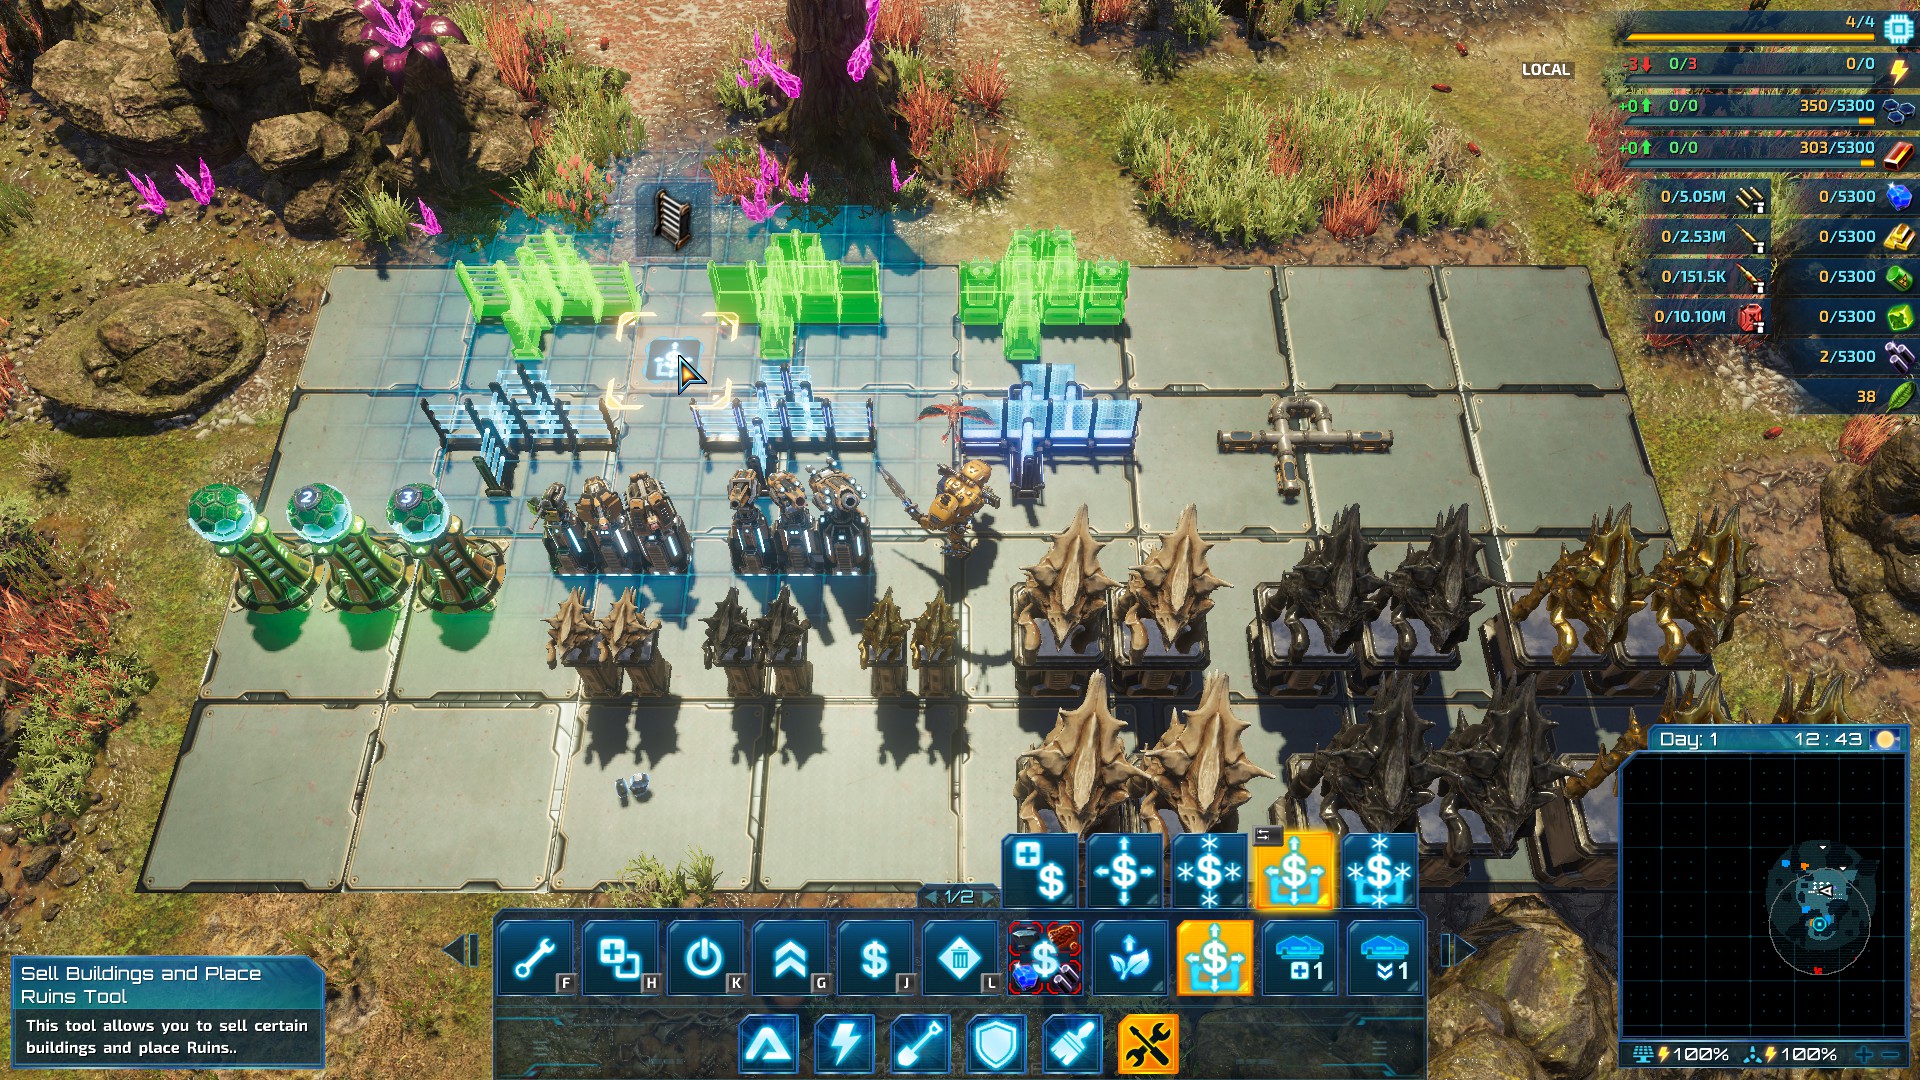 4/4
LOCAL
-3 0/3 0/0
+0 0/0 350/5300
+0 0/0 303/5300
0/5.05M 0/5300
0/2.53M 0/5300
0/151.5K 0/5300
0/10.10M 0/5300
2/5300
38
2
3
Day: 1 12:43
$ $ $ $ $
1/2
F H K G $ J L $ $ 1 1
Sell Buildings and Place
Ruins Tool
This tool allows you to sell certain
buildings and place Ruins..
100% 100%